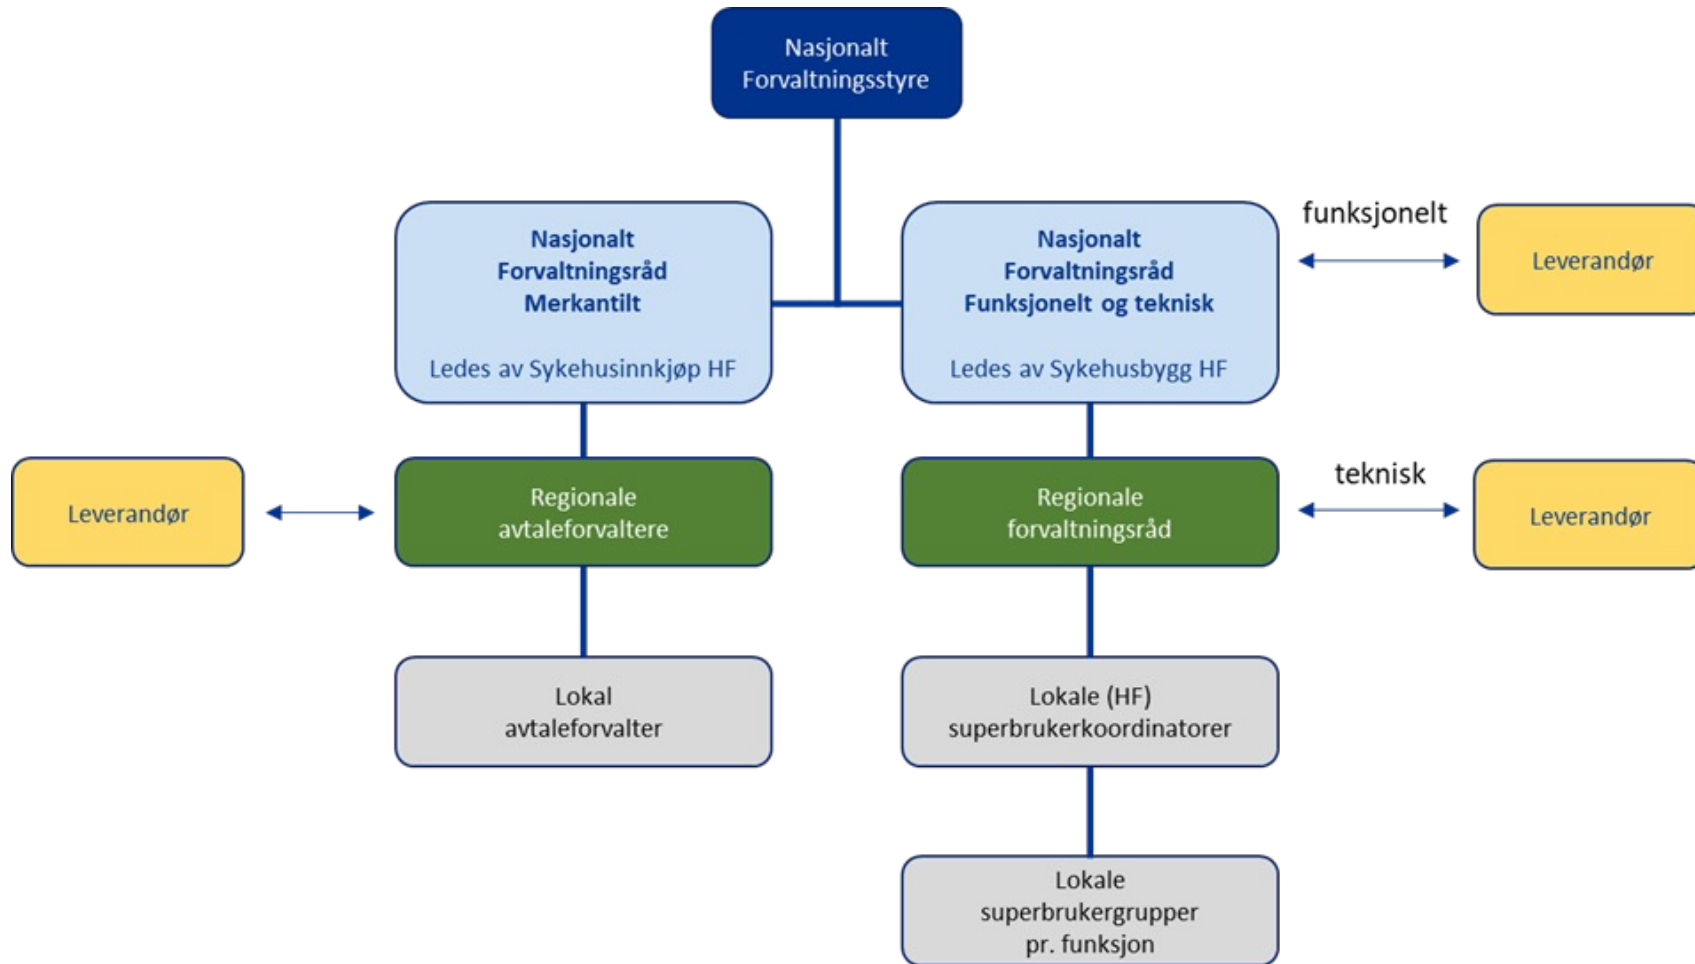 Nasjonalt
Forvaltningsstyre
Nasjonalt
Forvaltningsråd
Merkantilt
Ledes av Sykehusinnkjøp HF
Nasjonalt
Forvaltningsråd
Funksjonelt og teknisk
Ledes av Sykehusbygg HF
funksjonelt
Leverandør
Leverandør
Regionale
avtaleforvaltere
Regionale
forvaltningsråd
teknisk
Leverandør
Lokal
avtaleforvalter
Lokale (HF)
superbrukerkoordinatorer
Lokale
superbrukergrupper
pr. funksjon